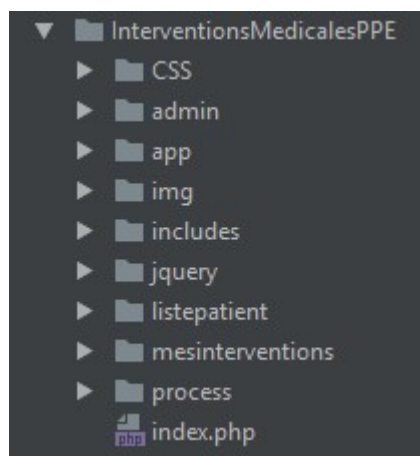 InterventionsMedicalesPPE
CSS
admin
app
img
includes
jquery
listepatient
mesinterventions
process
php index.php